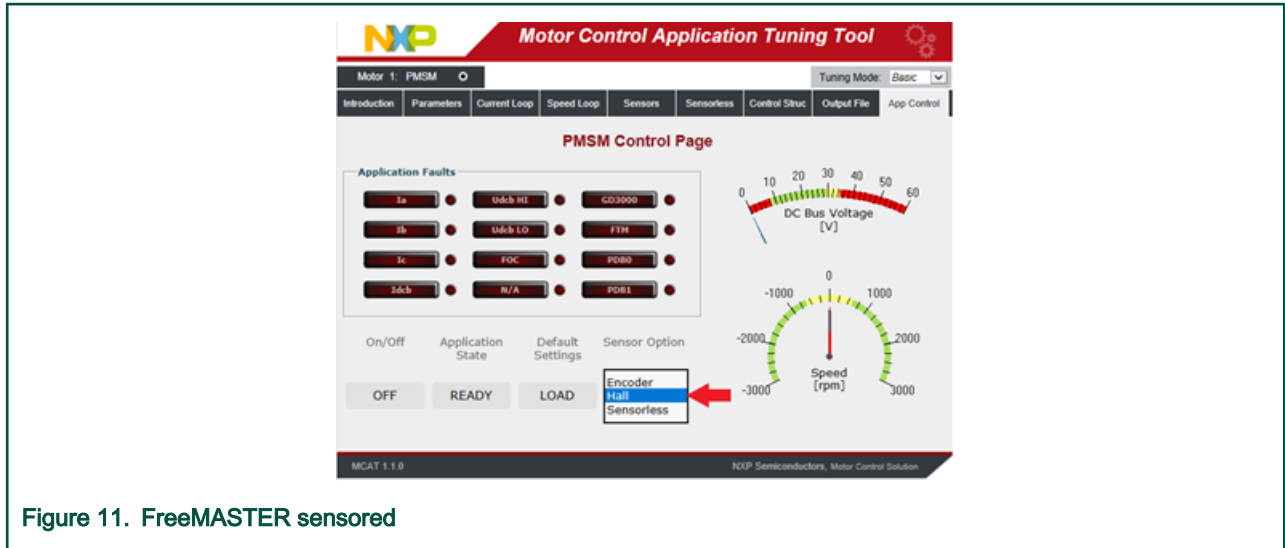 NXP
Motor Control Application Tuning Tool
Motor 1: PMSM
Tuning Mode: Basic
Introduction Parameters Current Loop Speed Loop Sensors Sensorless Control Struc Output File App Control
PMSM Control Page
Application Faults
Ia Udcb HI GD3000
Ib Udcb LO FTM
Ic FOC PDB0
Idcb N/A PDB1
0 10 20 30 40 50 60
DC Bus Voltage
[V]
0
-1000 1000
-2000 2000
-3000 3000
Speed
[rpm]
On/Off Application State Default Settings Sensor Option
OFF READY LOAD
Encoder
Hall
Sensorless
MCAT 1.1.0
NXP Semiconductors, Motor Control Solution
Figure 11. FreeMASTER sensored